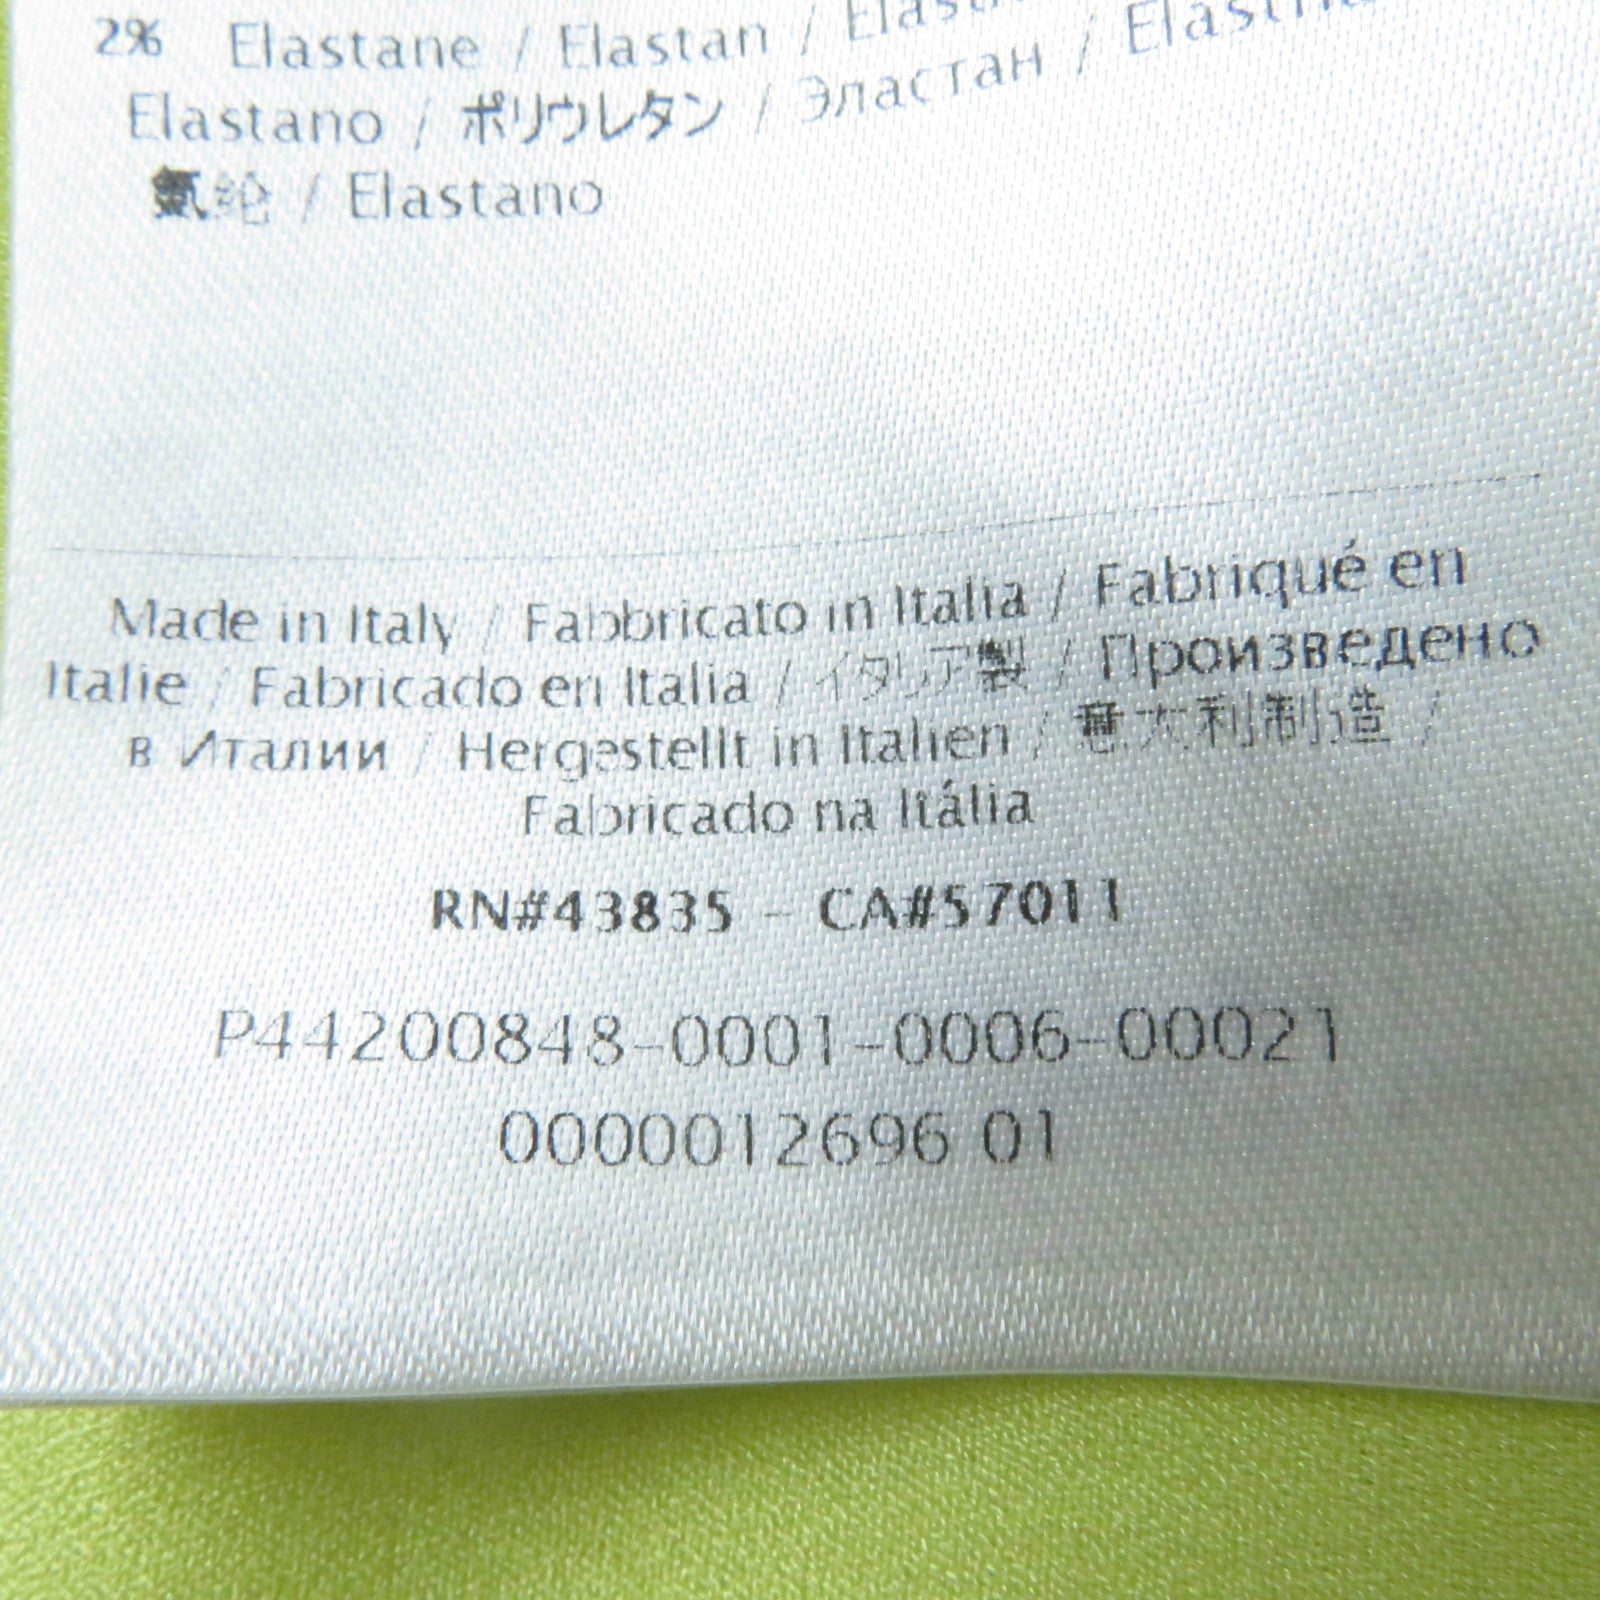 2% Elastane / Elastan /
Elastano / ポリウレタン / Эластан /
氨纶 / Elastano
Made in Italy / Fabbricato in Italia / Fabriqué en
Italie / Fabricado en Italia / イタリア製 / Произведено
в Италии / Hergestellt in Italien / 意大利制造 /
Fabricado na Itália
RN#43835 - CA#57011
P44200848-0001-0006-00021
0000012696 01